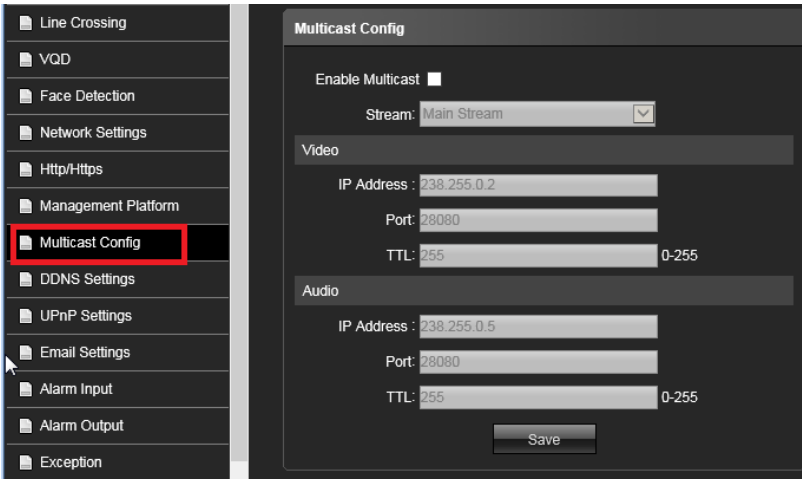 Line Crossing
VQD
Face Detection
Network Settings
Http/Https
Management Platform
Multicast Config
DDNS Settings
UPnP Settings
Email Settings
Alarm Input
Alarm Output
Exception
Multicast Config
Enable Multicast
Stream: Main Stream
Video
IP Address : 238.255.0.2
Port: 28080
TTL: 255 0-255
Audio
IP Address : 238.255.0.5
Port: 28080
TTL: 255 0-255
Save